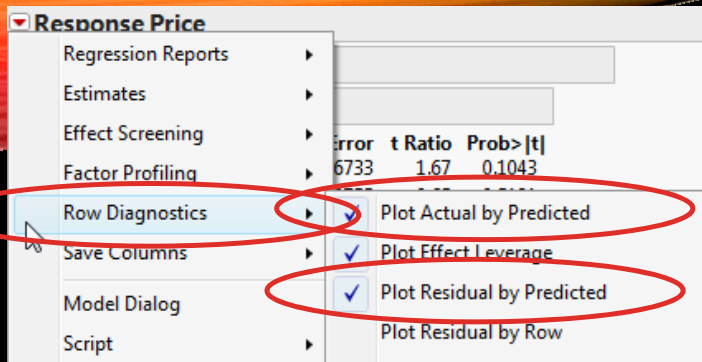 Response Price
Regression Reports
Estimates
Effect Screening
Error t Ratio Prob>|t|
Factor Profiling
6733 1.67 0.1043
Row Diagnostics
Plot Actual by Predicted
Save Columns
Plot Effect Leverage
Model Dialog
Plot Residual by Predicted
Script
Plot Residual by Row